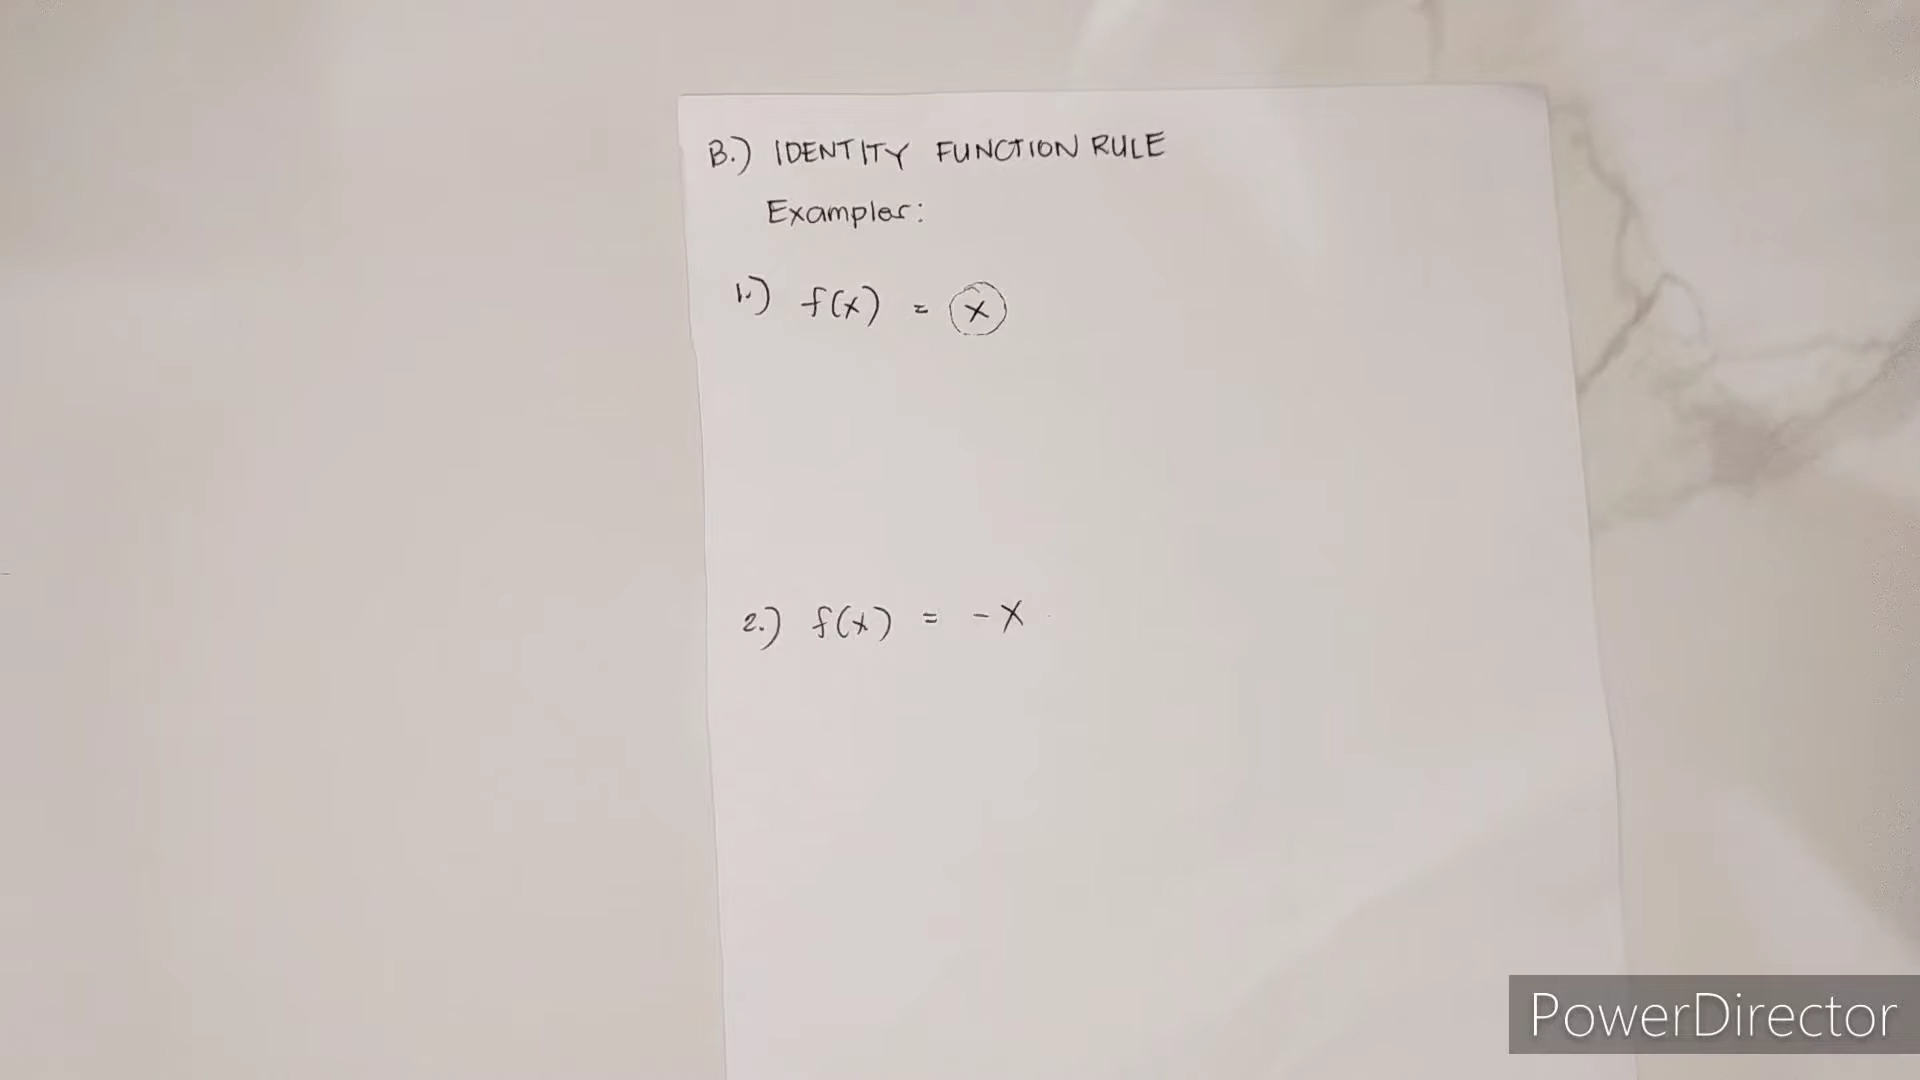 B.) IDENTITY FUNCTION RULE
Examples:
1.) f(x) = x
2.) f(x) = -x
PowerDirector